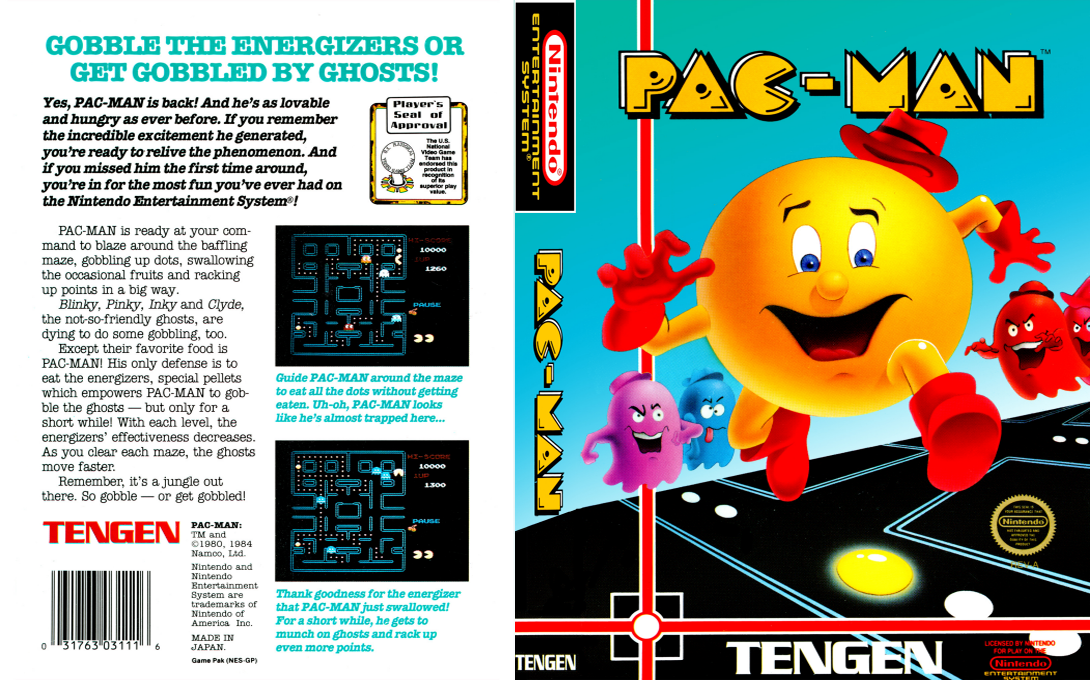 GOBBLE THE ENERGIZERS OR
GET GOBBLED BY GHOSTS!
Yes, PAC-MAN is back! And he's as lovable
and hungry as ever before. If you remember
the incredible excitement he generated,
you're ready to relive the phenomenon. And
if you missed him the first time around,
you're in for the most fun you've ever had on
the Nintendo Entertainment System®!
Player's
Seal of
Approval
The U.S.
National
Video Game
Team has
endorsed this
product in
recognition
of its
superior play
value.
PAC-MAN is ready at your com-
mand to blaze around the baffling
maze, gobbling up dots, swallowing
the occasional fruits and racking
up points in a big way.
Blinky, Pinky, Inky and Clyde,
the not-so-friendly ghosts, are
dying to do some gobbling, too.
Except their favorite food is
PAC-MAN! His only defense is to
eat the energizers, special pellets
which empowers PAC-MAN to gob-
ble the ghosts — but only for a
short while! With each level, the
energizers' effectiveness decreases.
As you clear each maze, the ghosts
move faster.
Remember, it's a jungle out
there. So gobble — or get gobbled!
HI-SCORE
10000
1UP
1260
PAUSE
Guide PAC-MAN around the maze
to eat all the dots without getting
eaten. Uh-oh, PAC-MAN looks
like he's almost trapped here...
HI-SCORE
10000
1UP
1300
PAUSE
Thank goodness for the energizer
that PAC-MAN just swallowed!
For a short while, he gets to
munch on ghosts and rack up
even more points.
TENGEN
PAC-MAN:
TM and
©1980, 1984
Namco, Ltd.
Nintendo and
Nintendo
Entertainment
System are
trademarks of
Nintendo of
America Inc.
MADE IN
JAPAN.
Game Pak (NES-GP)
0 31763 03111 6
Nintendo®
ENTERTAINMENT
SYSTEM®
PAC-MAN
TENGEN
PAC-MAN™
Nintendo
TENGEN
LICENSED BY NINTENDO
FOR PLAY ON THE
Nintendo
ENTERTAINMENT
SYSTEM